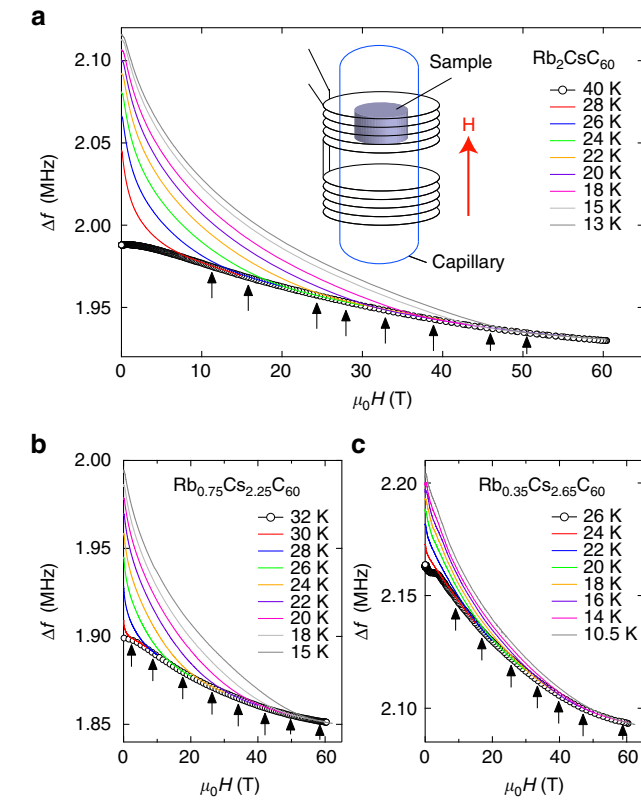 a
2.10
2.05
2.00
1.95
Δf (MHz)
0 10 20 30 40 50 60
μ0H (T)
Sample
H
Capillary
Rb2CsC60
40 K
28 K
26 K
24 K
22 K
20 K
18 K
15 K
13 K
b
2.00
1.95
1.90
1.85
Δf (MHz)
0 20 40 60
μ0H (T)
Rb0.75Cs2.25C60
32 K
30 K
28 K
26 K
24 K
22 K
20 K
18 K
15 K
c
2.20
2.15
2.10
Δf (MHz)
0 20 40 60
μ0H (T)
Rb0.35Cs2.65C60
26 K
24 K
22 K
20 K
18 K
16 K
14 K
10.5 K